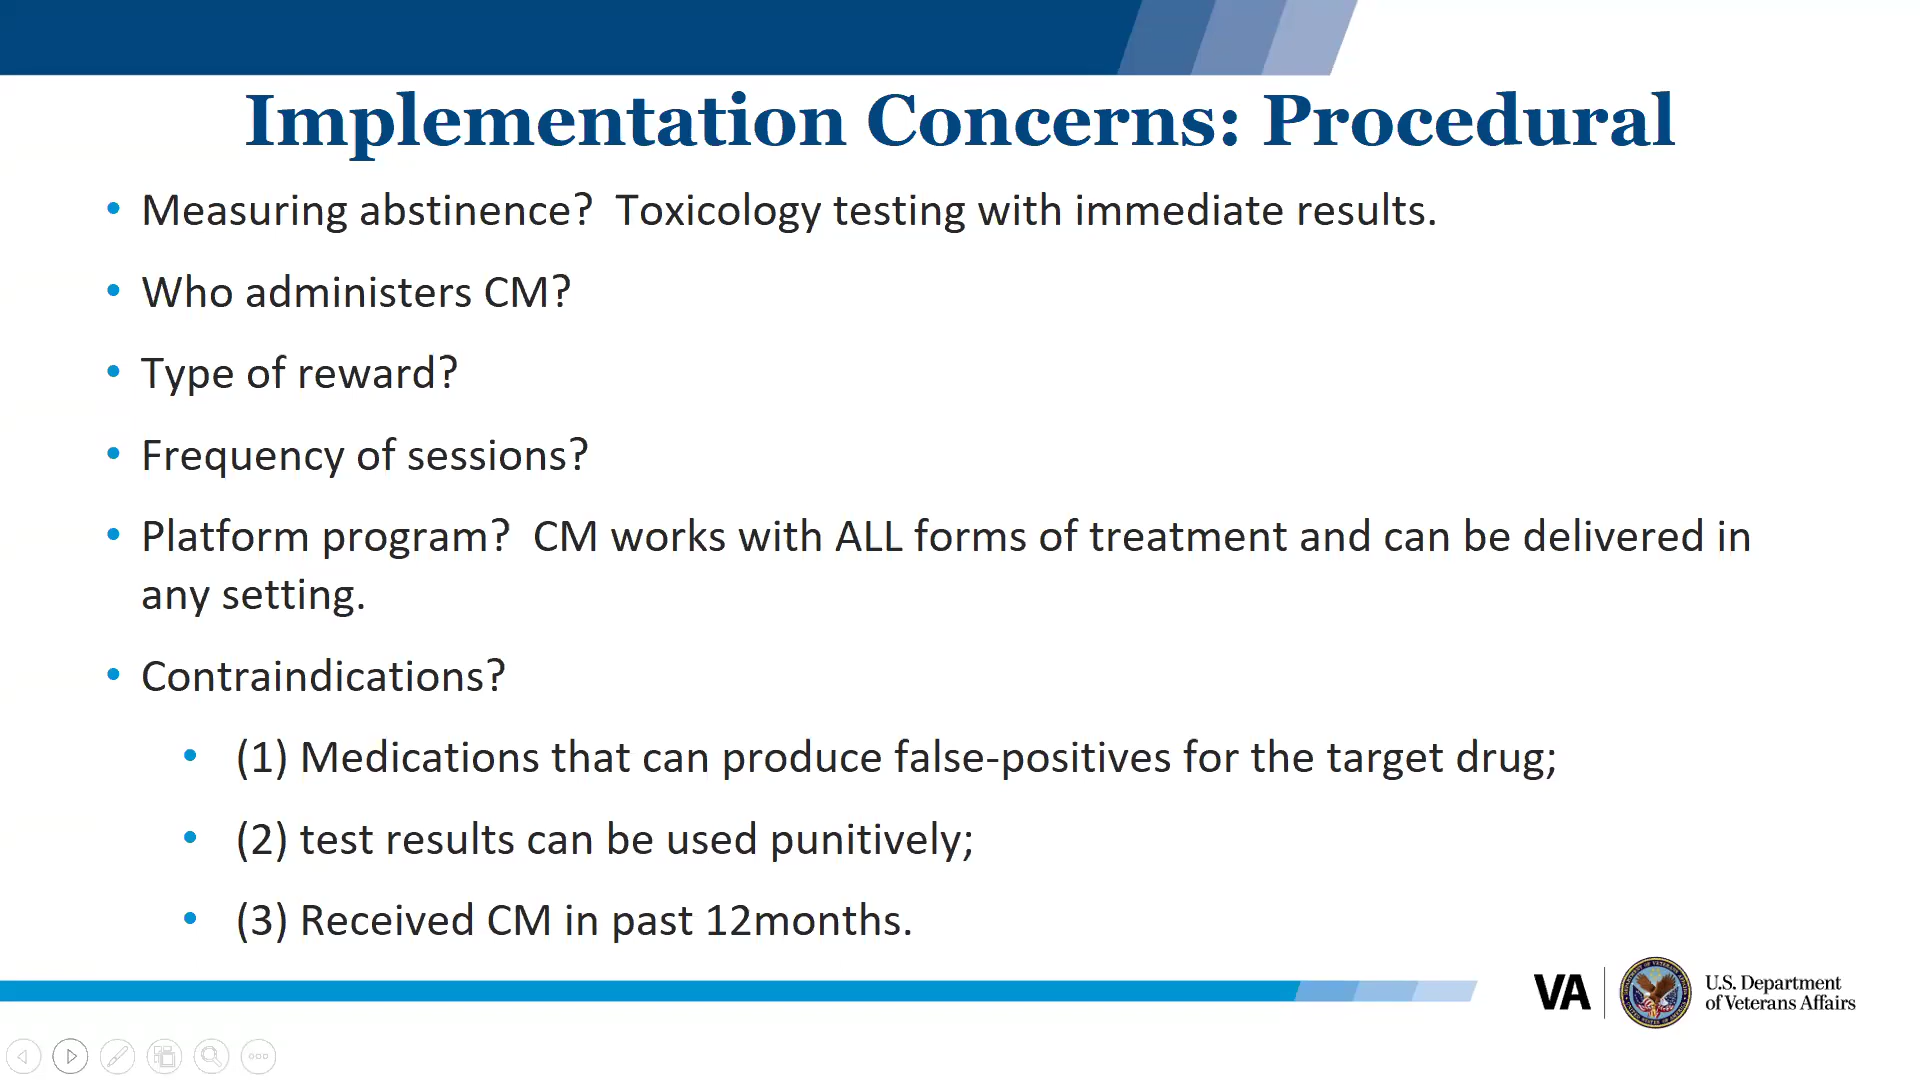 Implementation Concerns: Procedural
• Measuring abstinence?  Toxicology testing with immediate results.
• Who administers CM?
• Type of reward?
• Frequency of sessions?
• Platform program?  CM works with ALL forms of treatment and can be delivered in
any setting.
• Contraindications?
• (1) Medications that can produce false-positives for the target drug;
• (2) test results can be used punitively;
• (3) Received CM in past 12months.
VA
U.S. Department
of Veterans Affairs